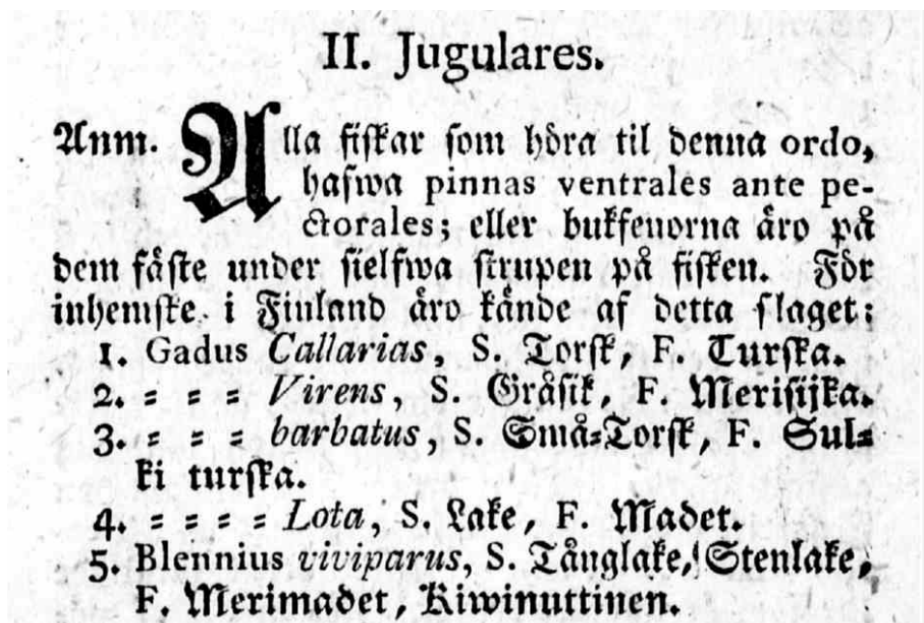 II. Jugulares.
Anm. Alla fiſkar ſom höra til denna ordo,
hafwa pinnas ventrales ante pe-
ctorales; eller bukfenorna äro på
dem fäſte under ſielfwa ſtrupen på fiſken. För
inhemſke i Finland äro kände af detta ſlaget:
1. Gadus Callarias, S. Torſk, F. Turſka.
2. = = = Virens, S. Gråſik, F. Meriſijka.
3. = = = barbatus, S. Små=Torſk, F. Sul=
ki turſka.
4. = = = = Lota, S. Lake, F. Madet.
5. Blennius viviparus, S. Tånglake, Stenlake,
F. Merimadet, Kiwinuttinen.